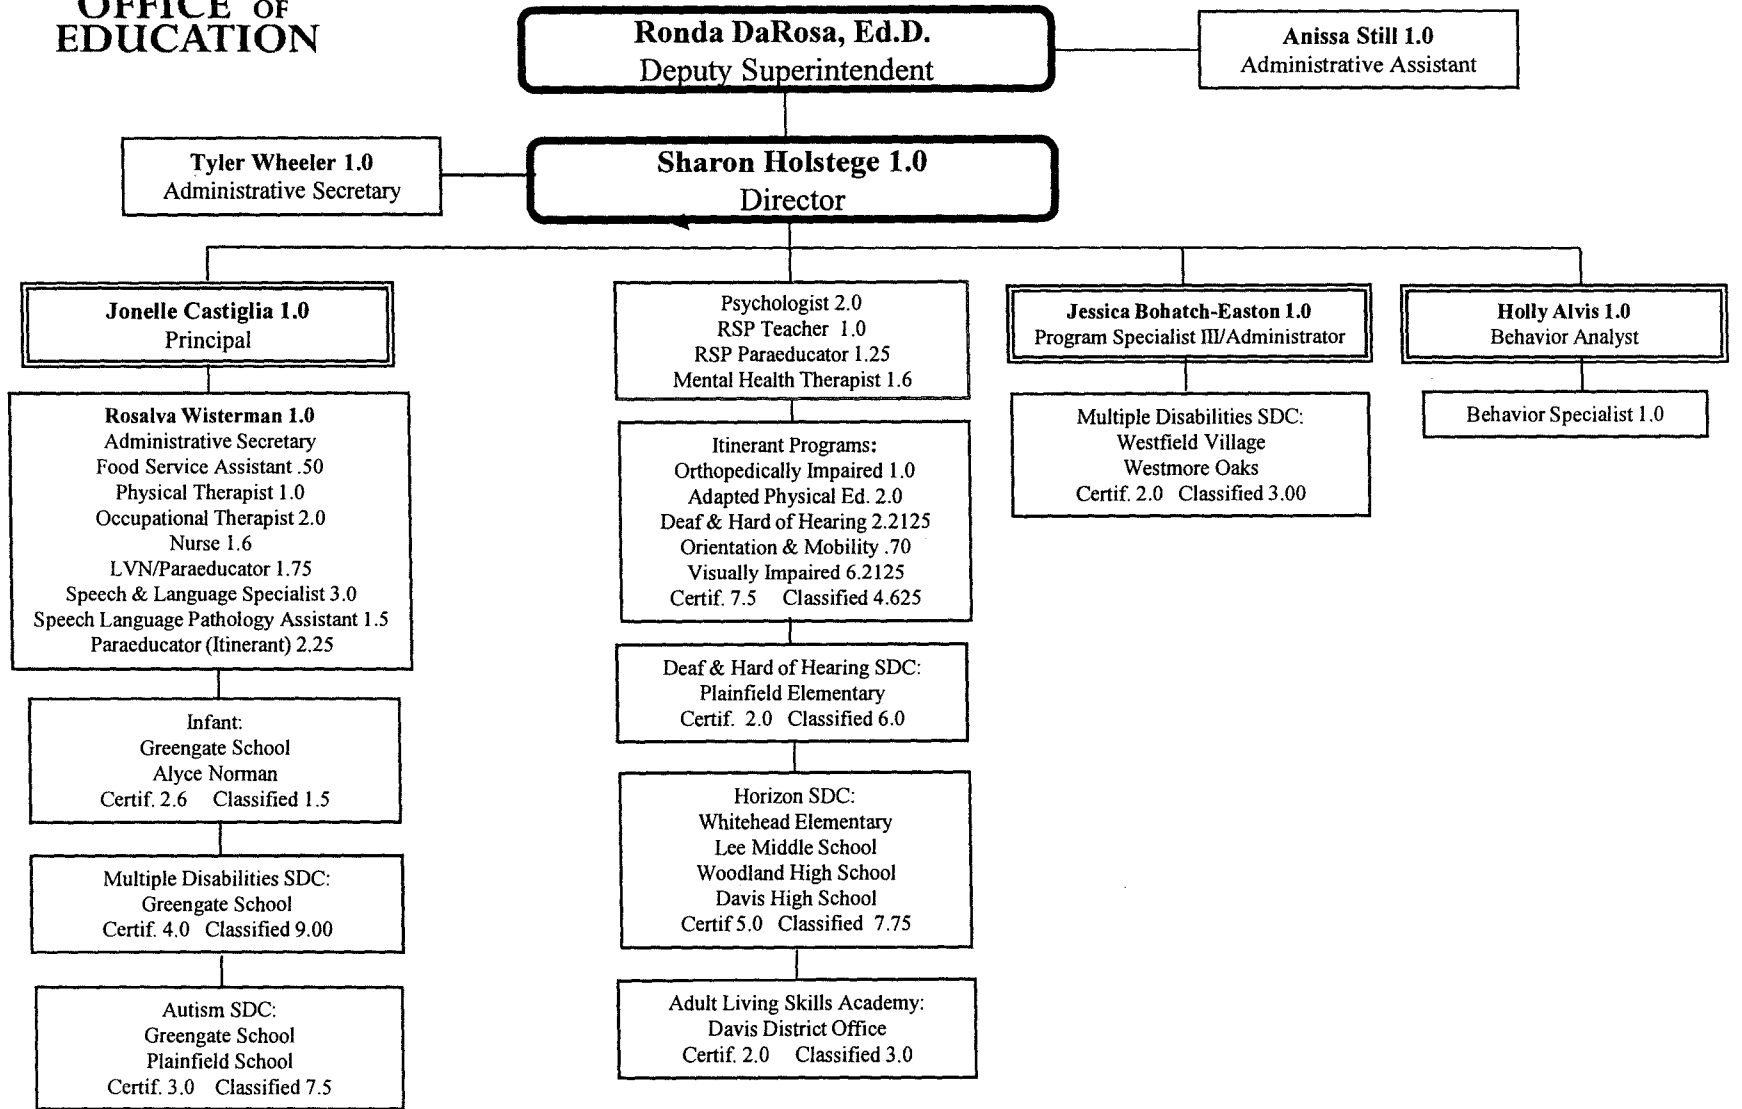 OFFICE OF
EDUCATION
Ronda DaRosa, Ed.D.
Deputy Superintendent
Anissa Still 1.0
Administrative Assistant
Tyler Wheeler 1.0
Administrative Secretary
Sharon Holstege 1.0
Director
Jonelle Castiglia 1.0
Principal
Rosalva Wisterman 1.0
Administrative Secretary
Food Service Assistant .50
Physical Therapist 1.0
Occupational Therapist 2.0
Nurse 1.6
LVN/Paraeducator 1.75
Speech & Language Specialist 3.0
Speech Language Pathology Assistant 1.5
Paraeducator (Itinerant) 2.25
Infant:
Greengate School
Alyce Norman
Certif. 2.6 Classified 1.5
Multiple Disabilities SDC:
Greengate School
Certif. 4.0 Classified 9.00
Autism SDC:
Greengate School
Plainfield School
Certif. 3.0 Classified 7.5
Psychologist 2.0
RSP Teacher 1.0
RSP Paraeducator 1.25
Mental Health Therapist 1.6
Itinerant Programs:
Orthopedically Impaired 1.0
Adapted Physical Ed. 2.0
Deaf & Hard of Hearing 2.2125
Orientation & Mobility .70
Visually Impaired 6.2125
Certif. 7.5 Classified 4.625
Deaf & Hard of Hearing SDC:
Plainfield Elementary
Certif. 2.0 Classified 6.0
Horizon SDC:
Whitehead Elementary
Lee Middle School
Woodland High School
Davis High School
Certif 5.0 Classified 7.75
Adult Living Skills Academy:
Davis District Office
Certif. 2.0 Classified 3.0
Jessica Bohatch-Easton 1.0
Program Specialist III/Administrator
Multiple Disabilities SDC:
Westfield Village
Westmore Oaks
Certif. 2.0 Classified 3.00
Holly Alvis 1.0
Behavior Analyst
Behavior Specialist 1.0